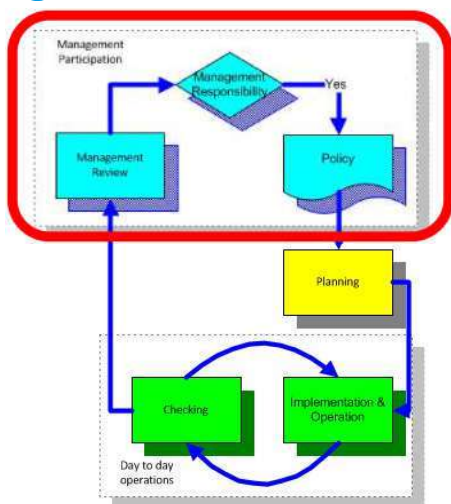 Management
Participation
Management
Responsibility
Yes
Management
Review
Policy
Planning
Checking
Implementation &
Operation
Day to day
operations